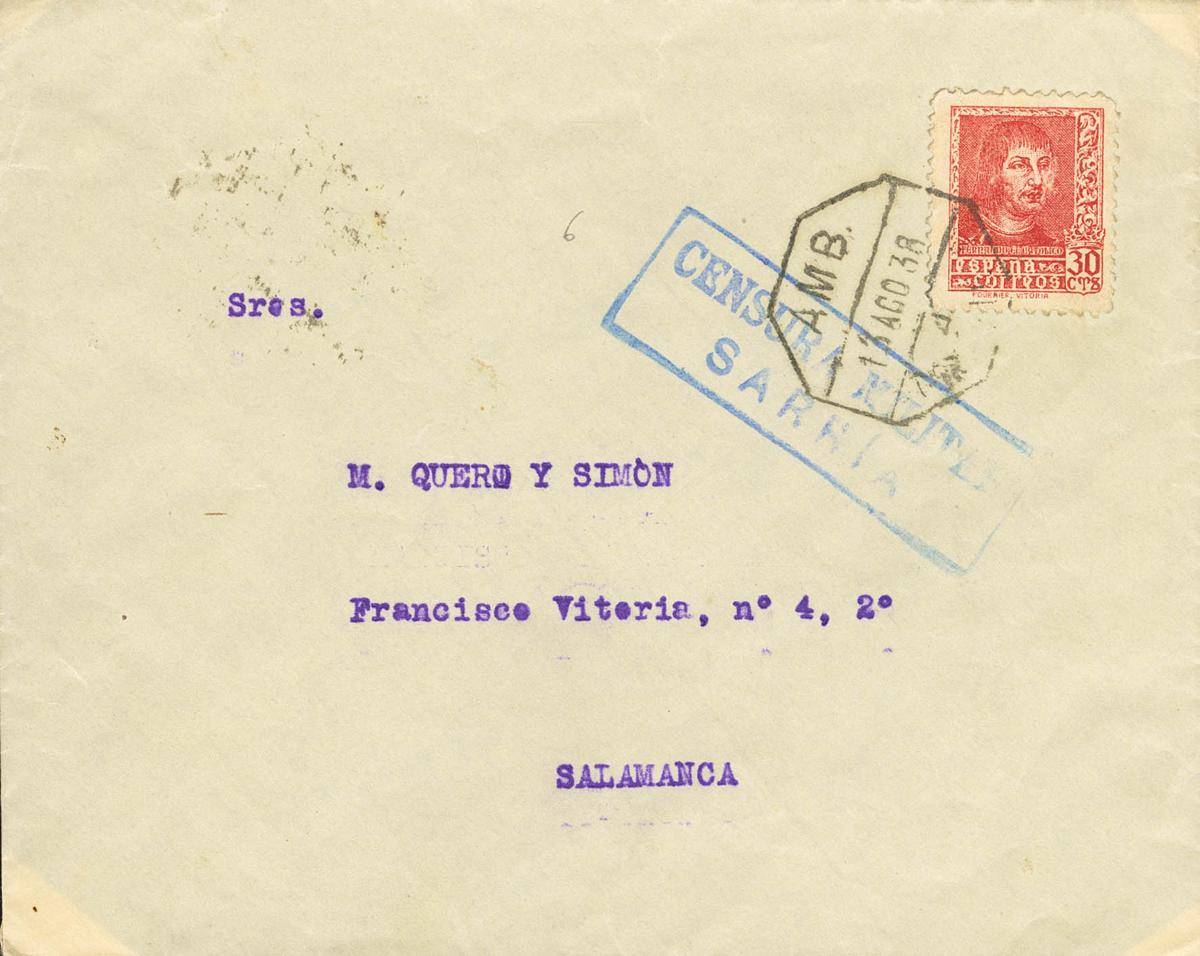 FERNANDO EL CATOLICO
ESPAÑA
CORREOS
30
CTS
FOURNIER. VITORIA
AMB.
13 AGO 38
CENSURA MILITAR
SARRIA
6
Sres.
M. QUERO Y SIMÒN
Francisco Vitoria, nº 4, 2º
SALAMANCA